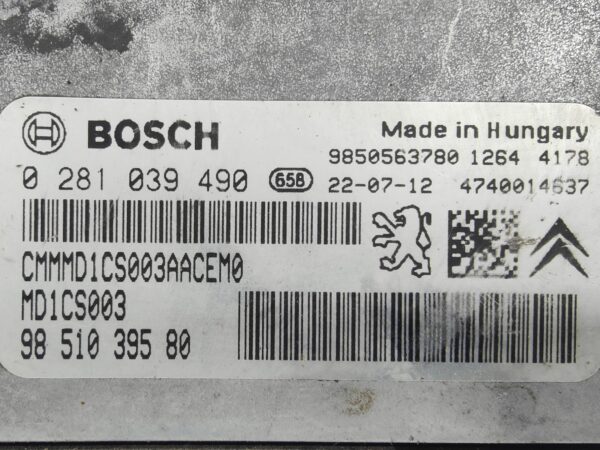 BOSCH Made in Hungary
9850563780 1264 4178
0 281 039 490 658 22-07-12 4740014637
CMMMD1CS003AACEM0
MD1CS003
98 510 395 80